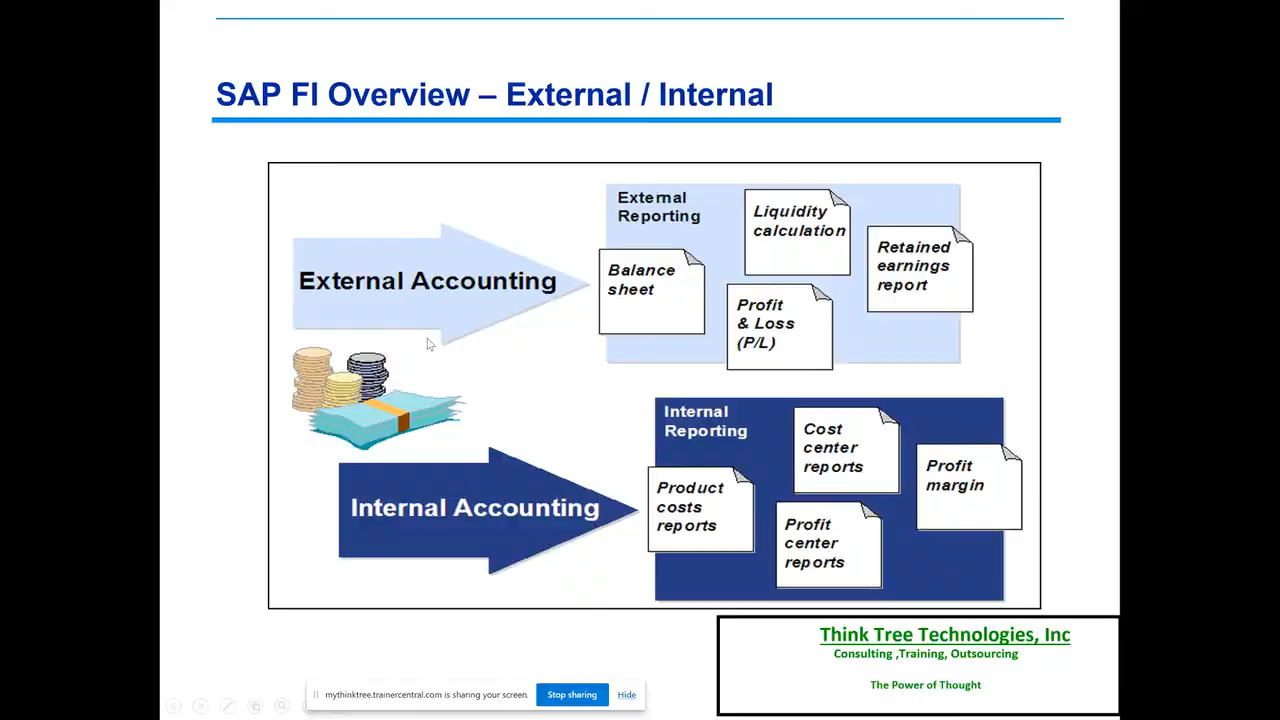 SAP FI Overview – External / Internal
External Accounting
External
Reporting
Balance
sheet
Liquidity
calculation
Profit
& Loss
(P/L)
Retained
earnings
report
Internal Accounting
Internal
Reporting
Product
costs
reports
Cost
center
reports
Profit
center
reports
Profit
margin
Think Tree Technologies, Inc
Consulting ,Training, Outsourcing
The Power of Thought
mythinktree.trainercentral.com is sharing your screen.
Stop sharing
Hide